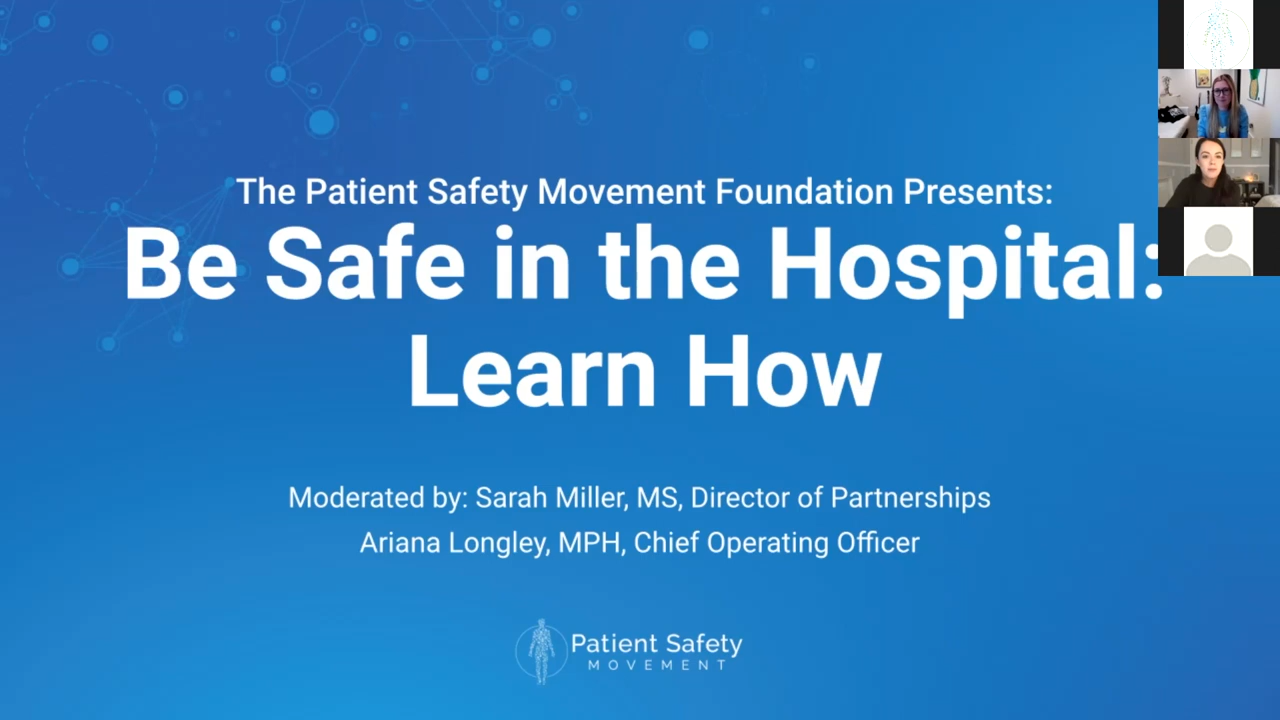 The Patient Safety Movement Foundation Presents:
Be Safe in the Hospital:
Learn How
Moderated by: Sarah Miller, MS, Director of Partnerships
Ariana Longley, MPH, Chief Operating Officer
Patient Safety
MOVEMENT